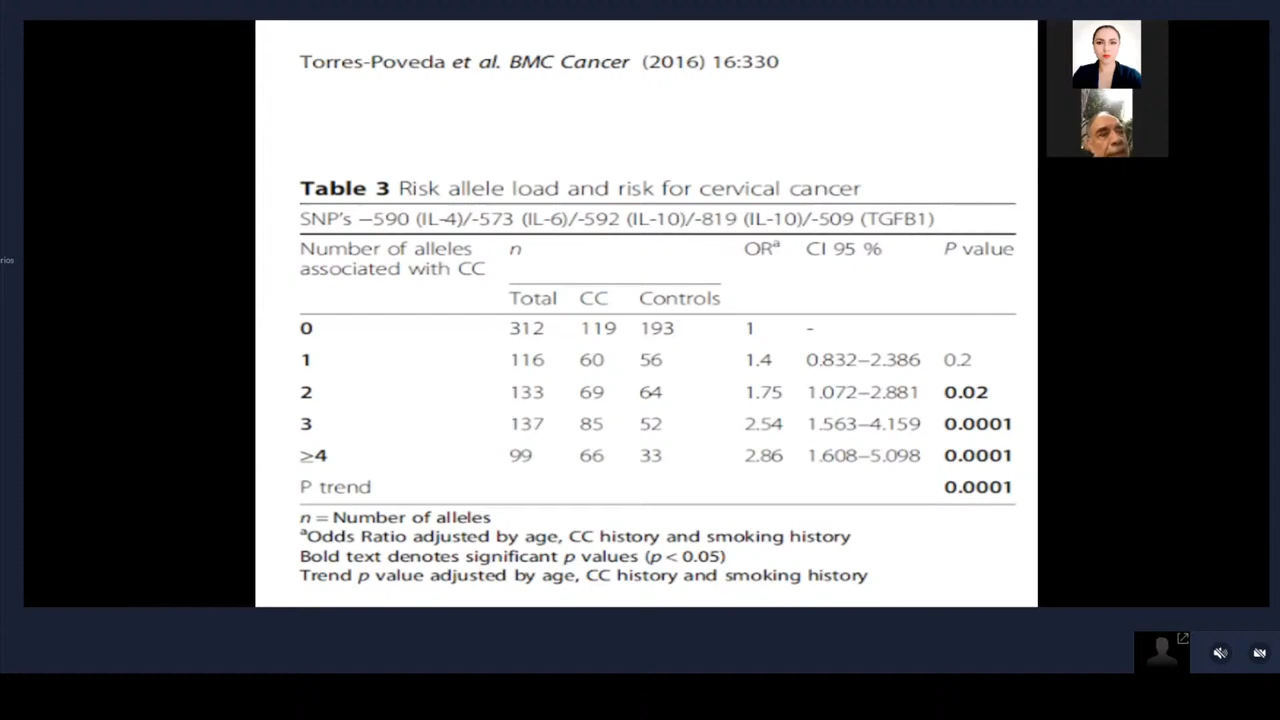 Torres-Poveda et al. BMC Cancer (2016) 16:330
Table 3 Risk allele load and risk for cervical cancer
SNP's −590 (IL-4)/-573 (IL-6)/-592 (IL-10)/-819 (IL-10)/-509 (TGFB1)
Number of alleles associated with CC n ORᵃ CI 95 % P value
Total CC Controls
0 312 119 193 1 -
1 116 60 56 1.4 0.832–2.386 0.2
2 133 69 64 1.75 1.072–2.881 0.02
3 137 85 52 2.54 1.563–4.159 0.0001
≥4 99 66 33 2.86 1.608–5.098 0.0001
P trend 0.0001
n = Number of alleles
ᵃOdds Ratio adjusted by age, CC history and smoking history
Bold text denotes significant p values (p < 0.05)
Trend p value adjusted by age, CC history and smoking history
rios